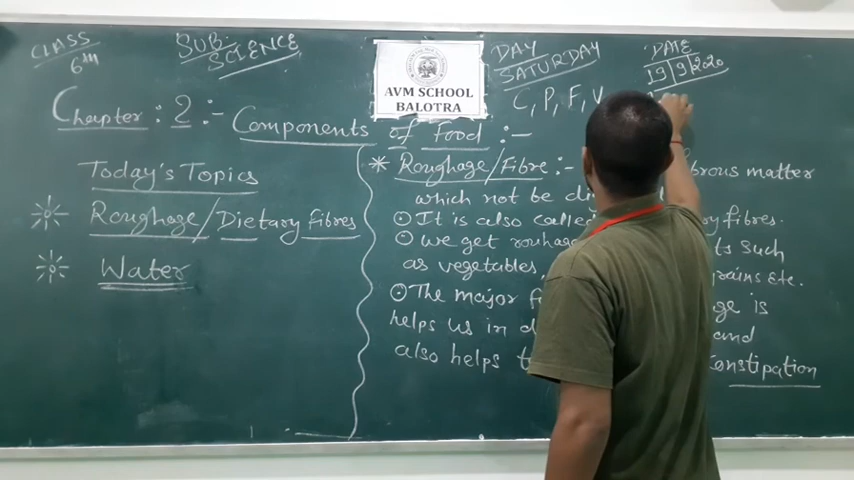 CLASS
6TH
SUB:
SCIENCE
AVM SCHOOL
BALOTRA
DAY
SATURDAY
DATE
19|9|2020
C, P, F, V
Chapter : 2 :- Components of Food :-
Today's Topics
Roughage/Dietary fibres
Water
* Roughage/Fibre :- fibrous matter
which not be
⊙ It is also called fibres.
⊙ we get such
as vegetables, grains etc.
⊙ The major is
helps us in and
also helps constipation